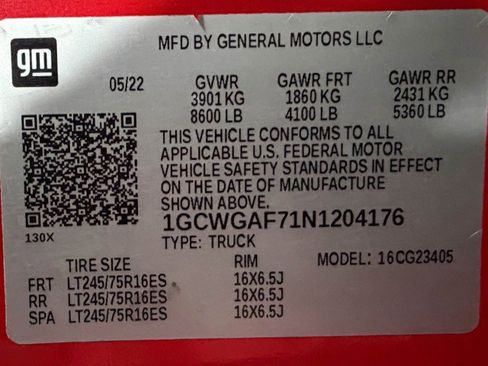 gm
MFD BY GENERAL MOTORS LLC
05/22 GVWR GAWR FRT GAWR RR
3901 KG 1860 KG 2431 KG
8600 LB 4100 LB 5360 LB
THIS VEHICLE CONFORMS TO ALL
APPLICABLE U.S. FEDERAL MOTOR
VEHICLE SAFETY STANDARDS IN EFFECT
ON THE DATE OF MANUFACTURE
SHOWN ABOVE.
1GCWGAF71N1204176
130X
TYPE: TRUCK MODEL: 16CG23405
TIRE SIZE RIM
FRT LT245/75R16ES 16X6.5J
RR LT245/75R16ES 16X6.5J
SPA LT245/75R16ES 16X6.5J